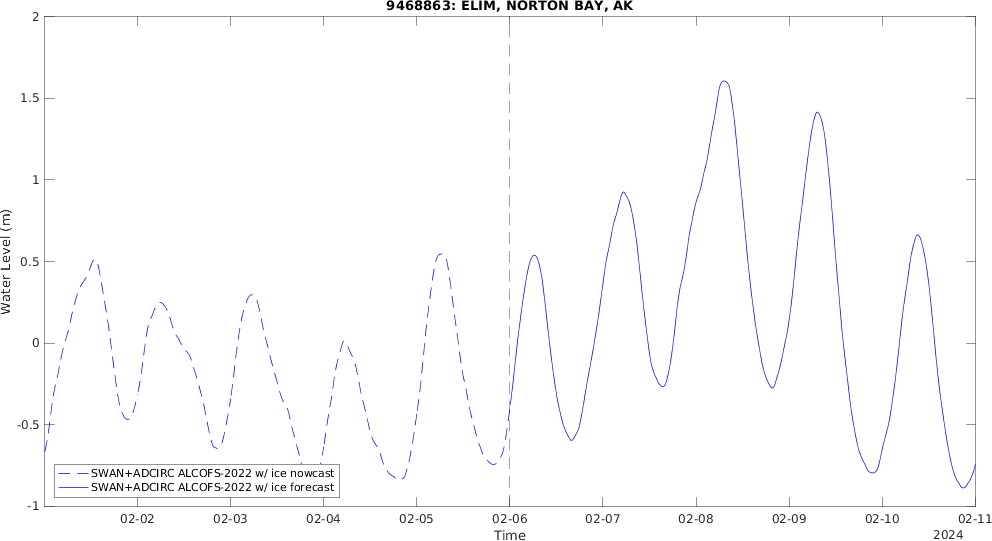 9468863: ELIM, NORTON BAY, AK
2
1.5
1
0.5
0
-0.5
-1
Water Level (m)
SWAN+ADCIRC ALCOFS-2022 w/ ice nowcast
SWAN+ADCIRC ALCOFS-2022 w/ ice forecast
02-02 02-03 02-04 02-05 02-06 02-07 02-08 02-09 02-10 02-11
Time
2024